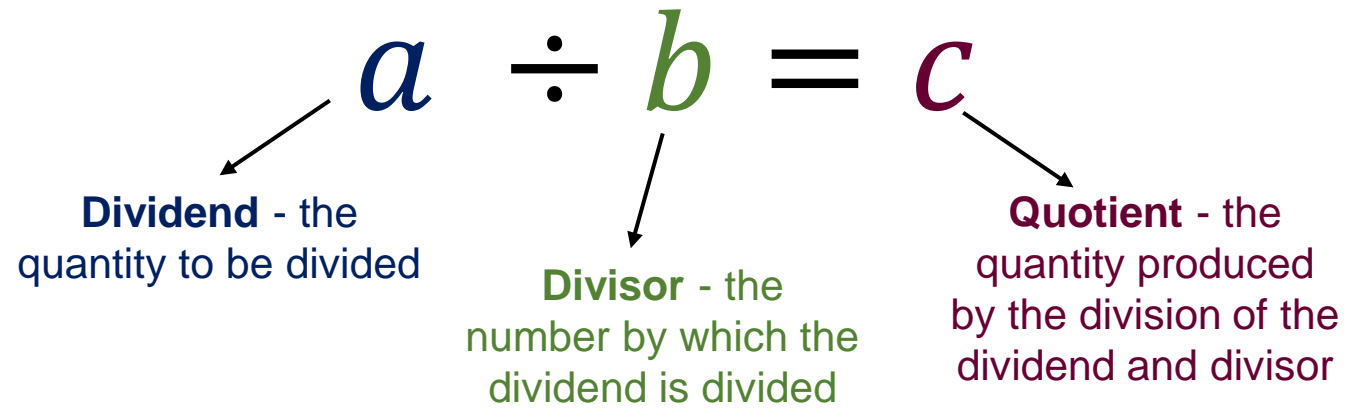 a ÷ b = c
Dividend - the
quantity to be divided
Divisor - the
number by which the
dividend is divided
Quotient - the
quantity produced
by the division of the
dividend and divisor